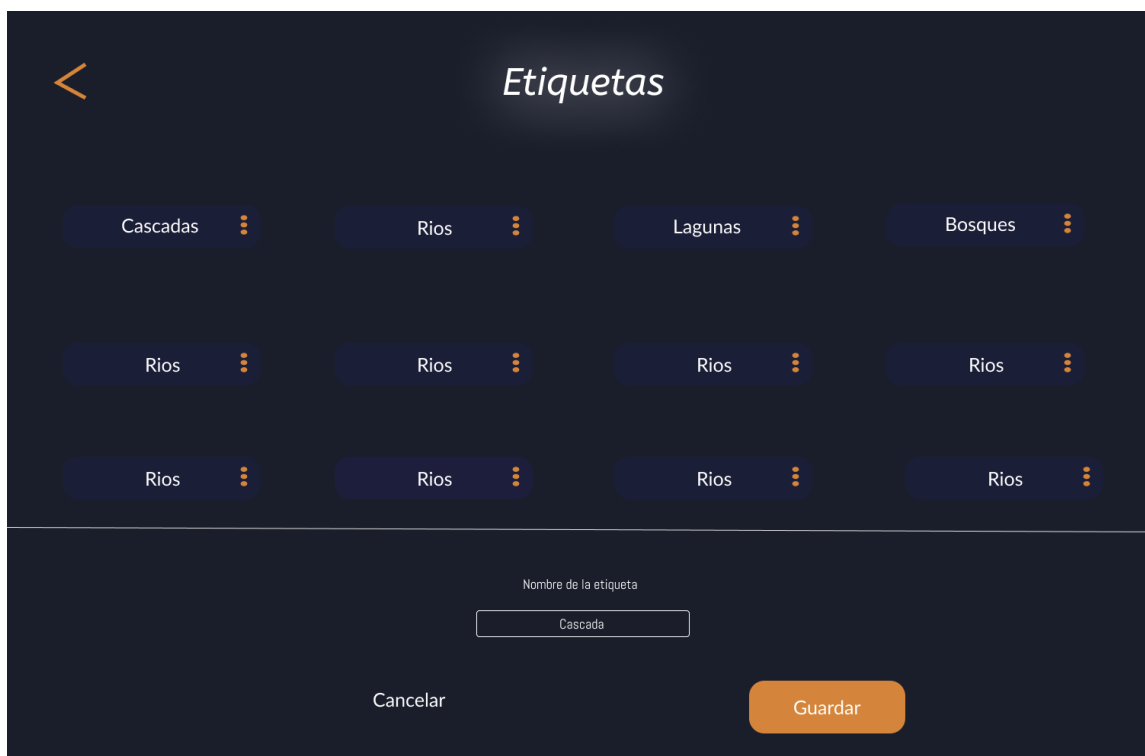 Etiquetas
Cascadas Rios Lagunas Bosques
Rios Rios Rios Rios
Rios Rios Rios Rios
Nombre de la etiqueta
Cascada
Cancelar Guardar